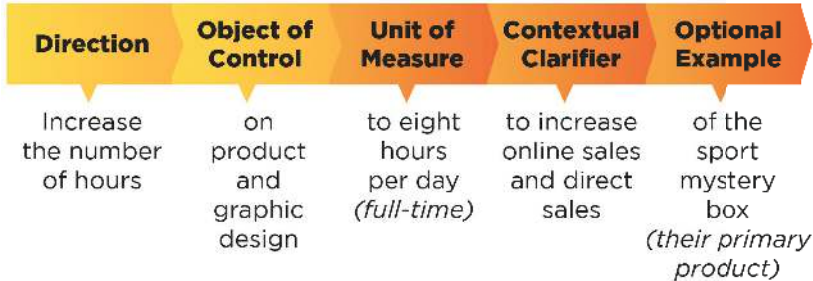 Direction
Object of
Control
Unit of
Measure
Contextual
Clarifier
Optional
Example
Increase
the number
of hours
on
product
and
graphic
design
to eight
hours
per day
(full-time)
to increase
online sales
and direct
sales
of the
sport
mystery
box
(their primary
product)